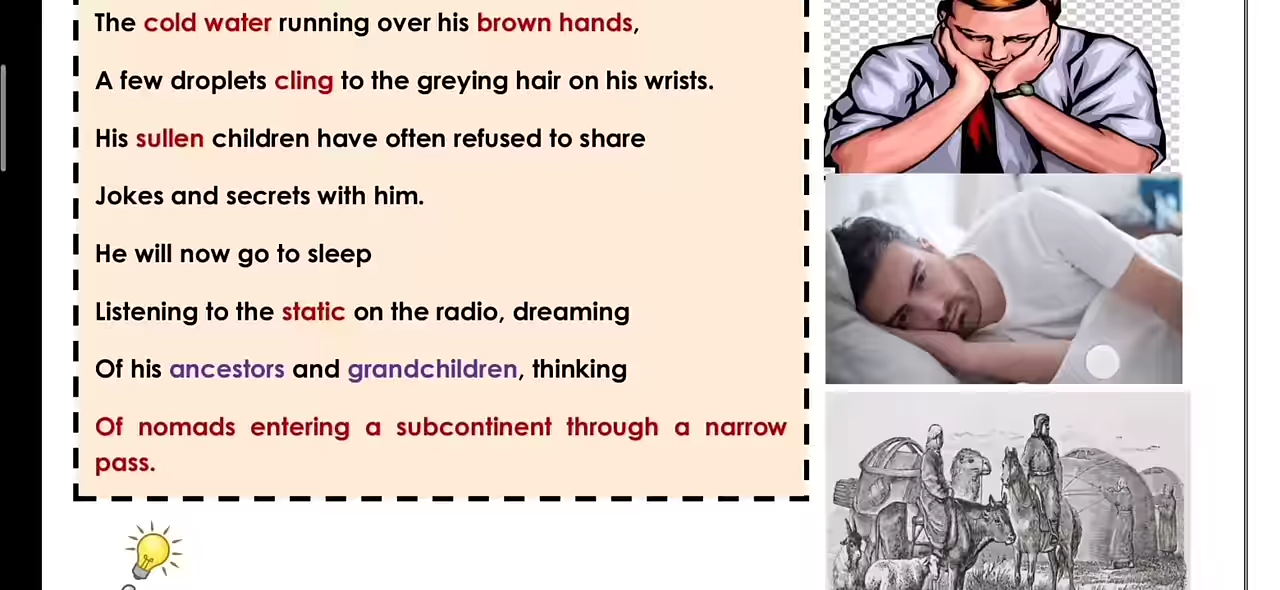 The cold water running over his brown hands,
A few droplets cling to the greying hair on his wrists.
His sullen children have often refused to share
Jokes and secrets with him.
He will now go to sleep
Listening to the static on the radio, dreaming
Of his ancestors and grandchildren, thinking
Of nomads entering a subcontinent through a narrow
pass.